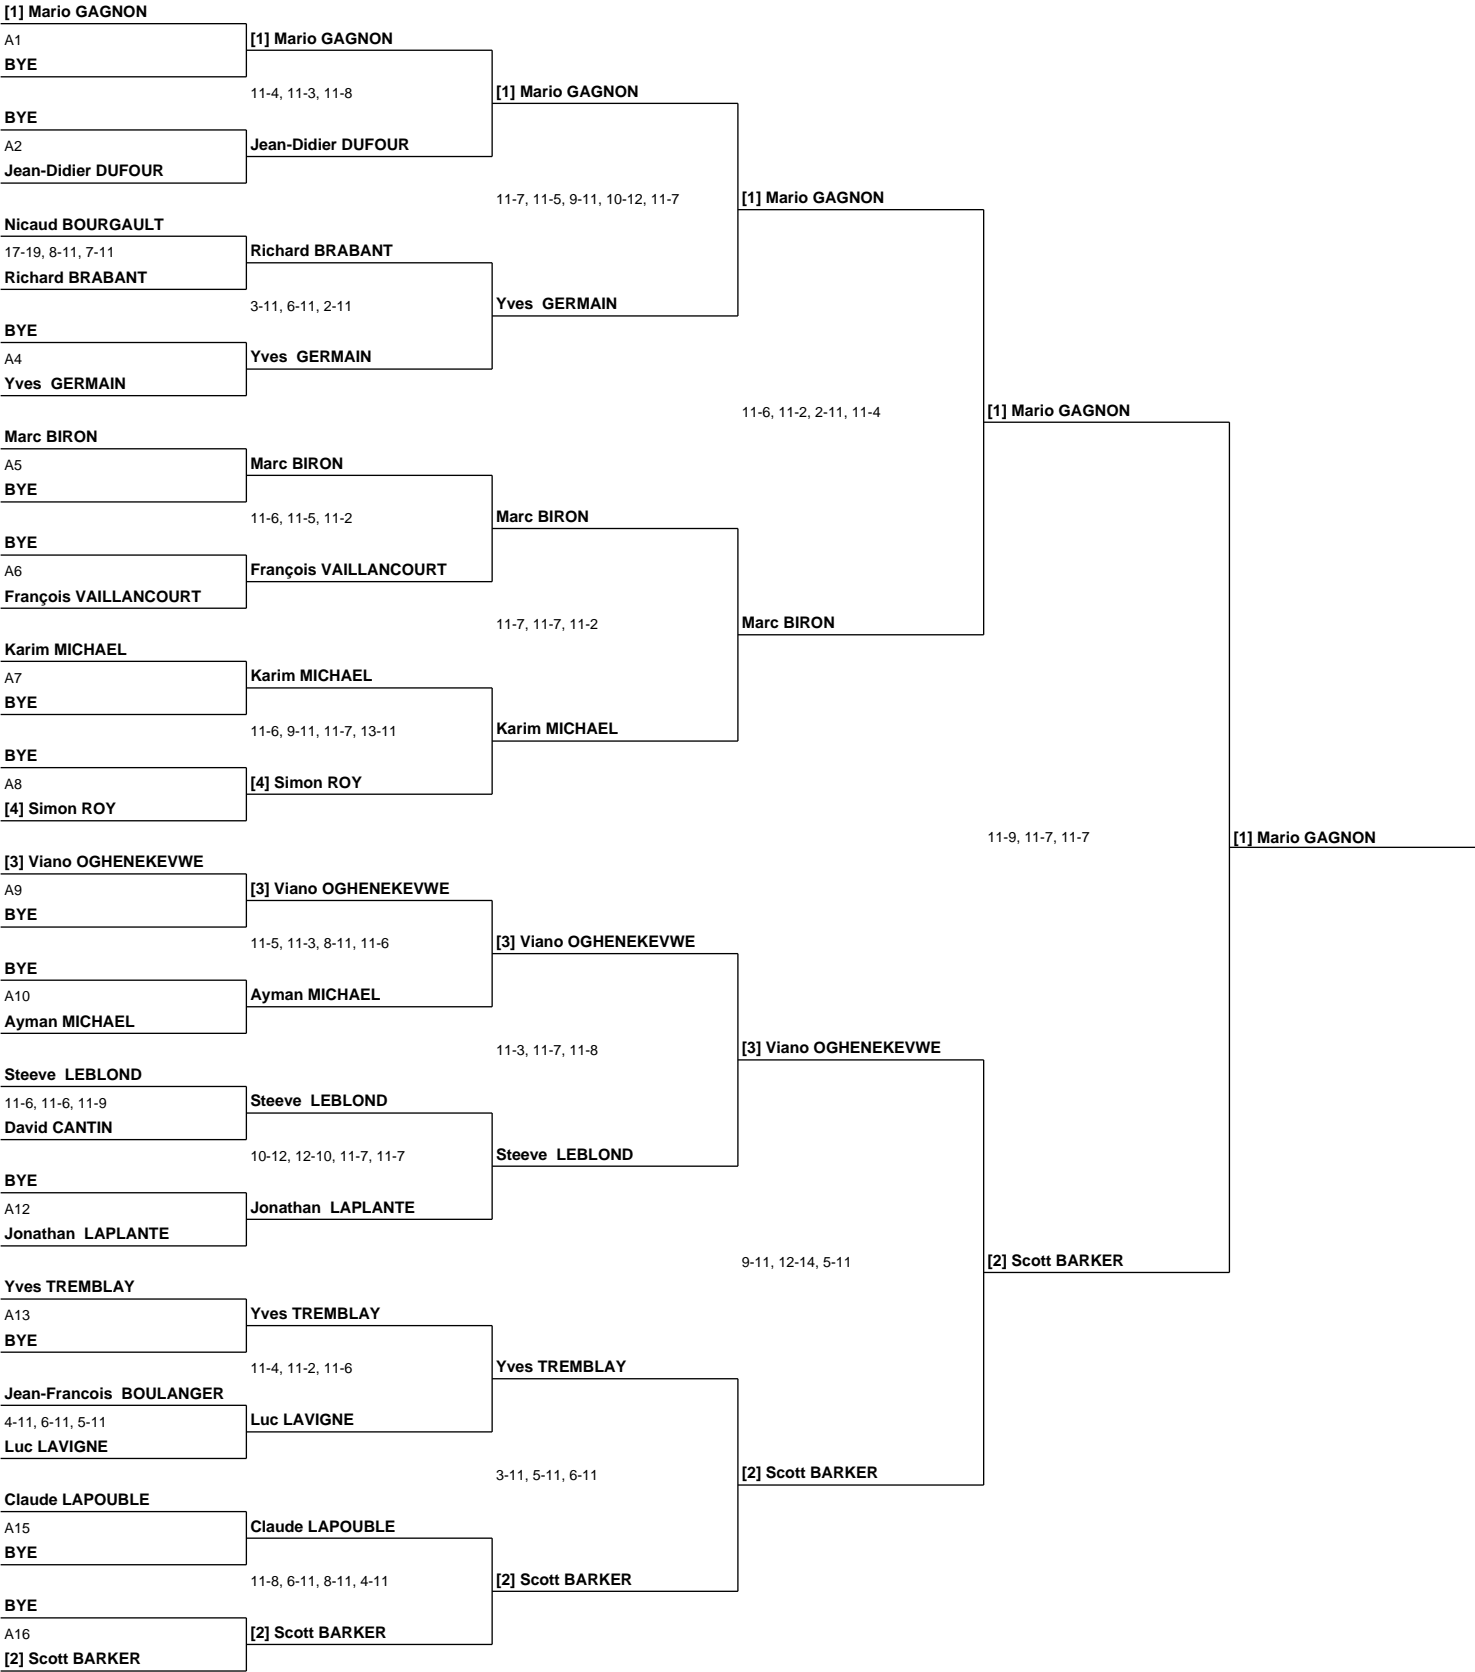 [1] Mario GAGNON
A1
BYE
BYE
A2
Jean-Didier DUFOUR
Nicaud BOURGAULT
17-19, 8-11, 7-11
Richard BRABANT
BYE
A4
Yves  GERMAIN
Marc BIRON
A5
BYE
BYE
A6
François VAILLANCOURT
Karim MICHAEL
A7
BYE
BYE
A8
[4] Simon ROY
[3] Viano OGHENEKEVWE
A9
BYE
BYE
A10
Ayman MICHAEL
Steeve  LEBLOND
11-6, 11-6, 11-9
David CANTIN
BYE
A12
Jonathan  LAPLANTE
Yves TREMBLAY
A13
BYE
Jean-Francois  BOULANGER
4-11, 6-11, 5-11
Luc LAVIGNE
Claude LAPOUBLE
A15
BYE
BYE
A16
[2] Scott BARKER
[1] Mario GAGNON
11-4, 11-3, 11-8
Jean-Didier DUFOUR
Richard BRABANT
3-11, 6-11, 2-11
Yves  GERMAIN
Marc BIRON
11-6, 11-5, 11-2
François VAILLANCOURT
Karim MICHAEL
11-6, 9-11, 11-7, 13-11
[4] Simon ROY
[3] Viano OGHENEKEVWE
11-5, 11-3, 8-11, 11-6
Ayman MICHAEL
Steeve  LEBLOND
10-12, 12-10, 11-7, 11-7
Jonathan  LAPLANTE
Yves TREMBLAY
11-4, 11-2, 11-6
Luc LAVIGNE
Claude LAPOUBLE
11-8, 6-11, 8-11, 4-11
[2] Scott BARKER
[1] Mario GAGNON
11-7, 11-5, 9-11, 10-12, 11-7
Yves  GERMAIN
Marc BIRON
11-7, 11-7, 11-2
Karim MICHAEL
[3] Viano OGHENEKEVWE
11-3, 11-7, 11-8
Steeve  LEBLOND
Yves TREMBLAY
3-11, 5-11, 6-11
[2] Scott BARKER
[1] Mario GAGNON
11-6, 11-2, 2-11, 11-4
Marc BIRON
[3] Viano OGHENEKEVWE
9-11, 12-14, 5-11
[2] Scott BARKER
[1] Mario GAGNON
11-9, 11-7, 11-7
[2] Scott BARKER
[1] Mario GAGNON